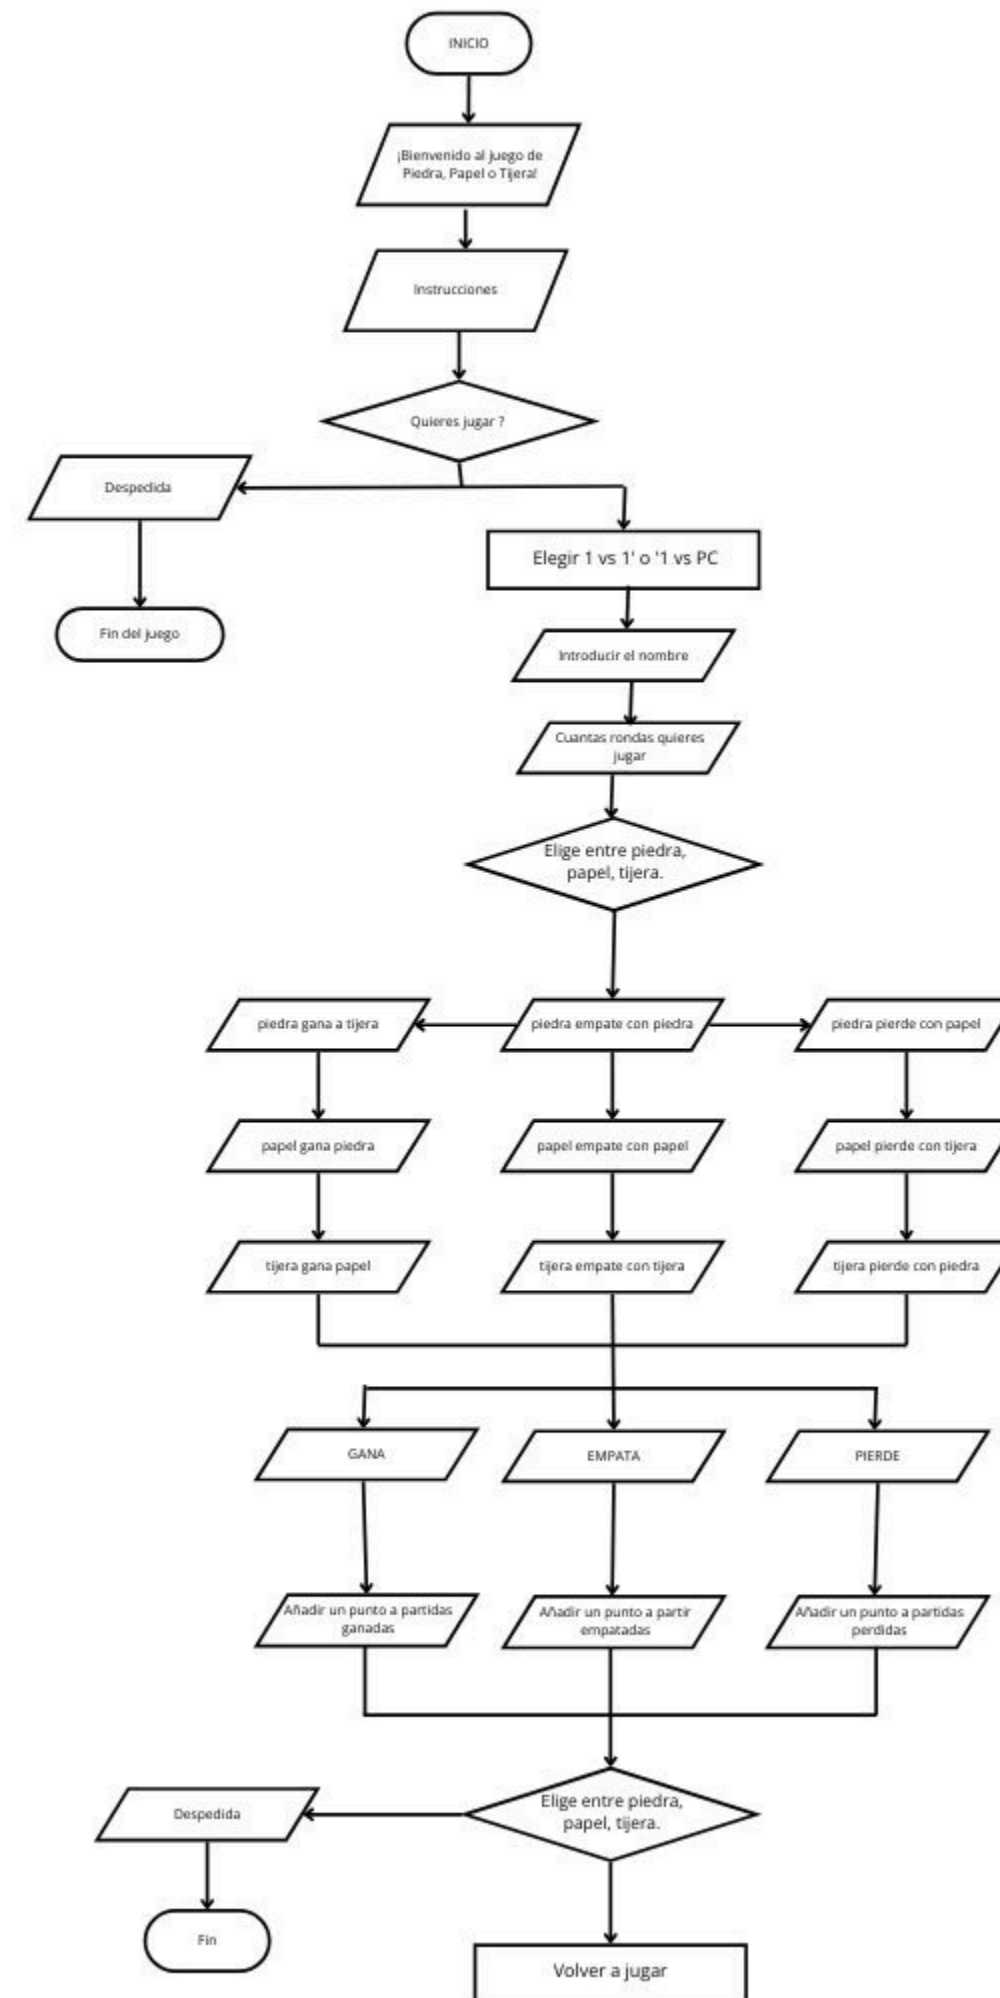 INICIO
¡Bienvenido al juego de
Piedra, Papel o Tijera!
Instrucciones
Quieres jugar ?
Despedida
Fin del juego
Elegir 1 vs 1' o '1 vs PC
Introducir el nombre
Cuantas rondas quieres
jugar
Elige entre piedra,
papel, tijera.
piedra gana a tijera
piedra empate con piedra
piedra pierde con papel
papel gana piedra
papel empate con papel
papel pierde con tijera
tijera gana papel
tijera empate con tijera
tijera pierde con piedra
GANA
EMPATA
PIERDE
Añadir un punto a partidas
ganadas
Añadir un punto a partir
empatadas
Añadir un punto a partidas
perdidas
Elige entre piedra,
papel, tijera.
Despedida
Fin
Volver a jugar